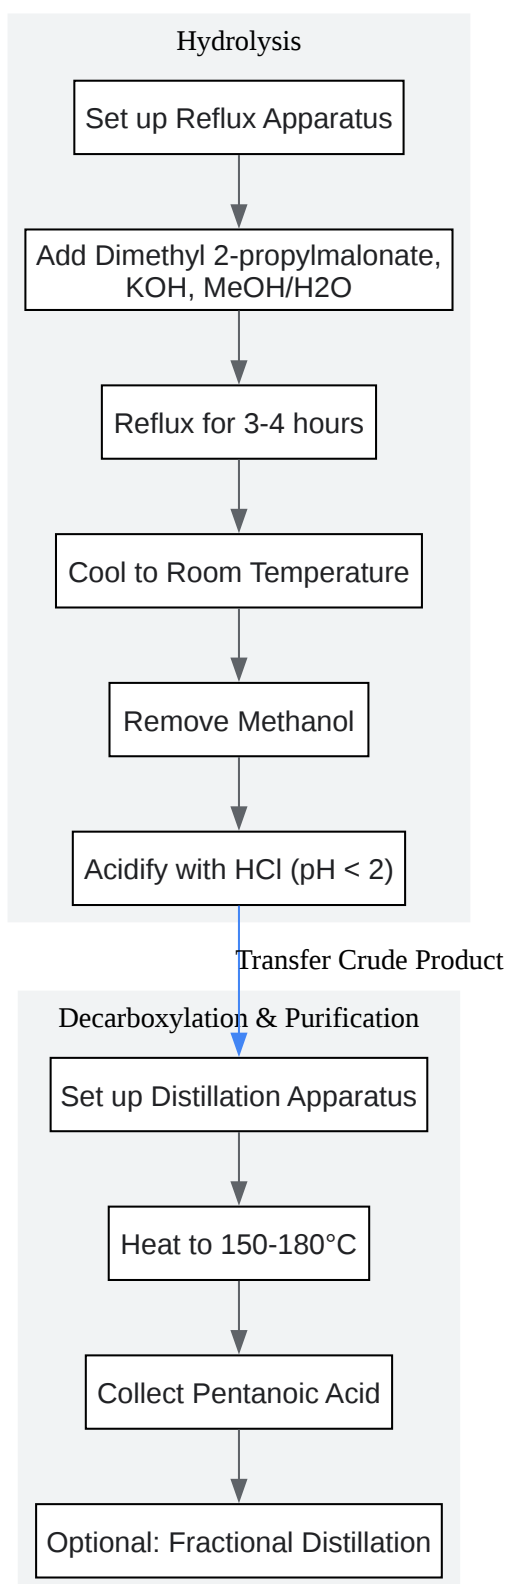 Hydrolysis
Set up Reflux Apparatus
Add Dimethyl 2-propylmalonate,
KOH, MeOH/H2O
Reflux for 3-4 hours
Cool to Room Temperature
Remove Methanol
Acidify with HCl (pH < 2)
Transfer Crude Product
Decarboxylation & Purification
Set up Distillation Apparatus
Heat to 150-180°C
Collect Pentanoic Acid
Optional: Fractional Distillation